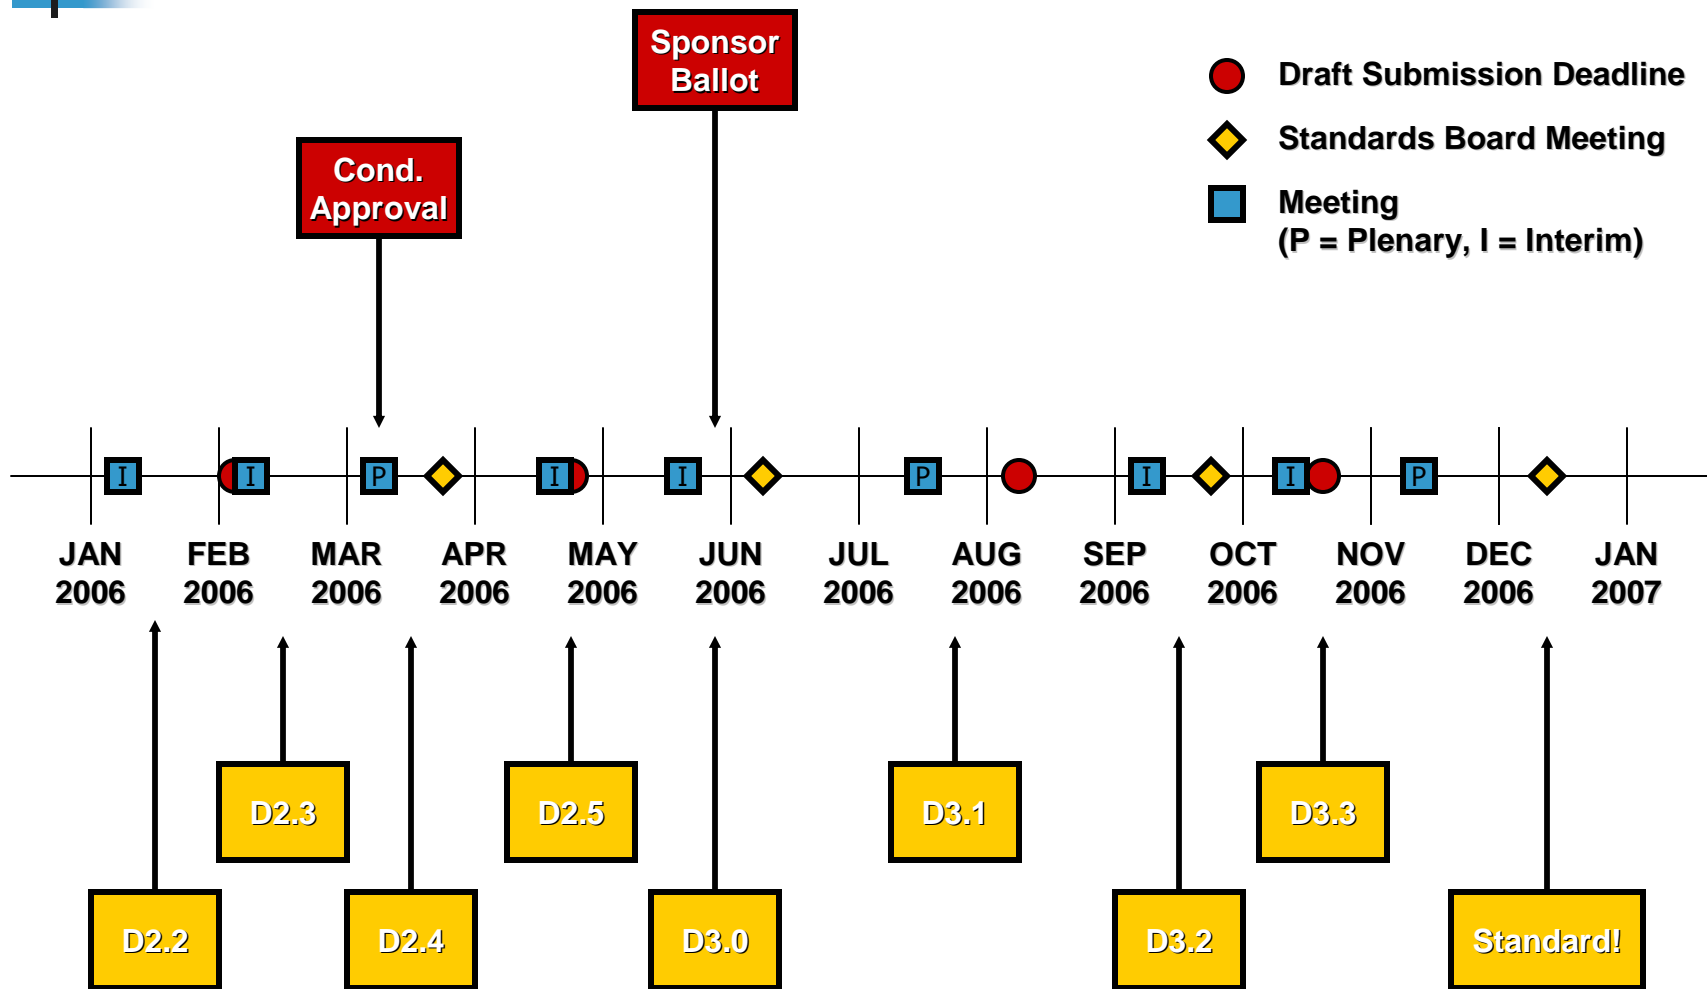 Sponsor
Ballot
Draft Submission Deadline
Standards Board Meeting
Meeting
(P = Plenary, I = Interim)
Cond.
Approval
I I P I I P I I P
JAN FEB MAR APR MAY JUN JUL AUG SEP OCT NOV DEC JAN
2006 2006 2006 2006 2006 2006 2006 2006 2006 2006 2006 2006 2007
D2.3 D2.5 D3.1 D3.3
D2.2 D2.4 D3.0 D3.2 Standard!